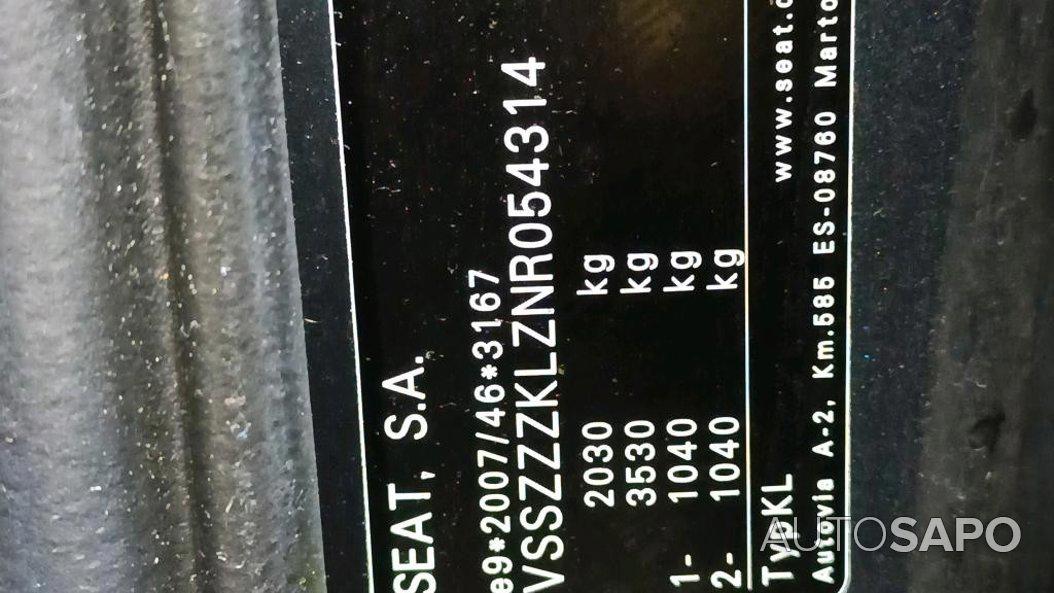 SEAT, S.A.
e9*2007/46*3167
VSSZZZKLZNR054314
2030 kg
3530 kg
1- 1040 kg
2- 1040 kg
Typ KL www.seat.
Autovia A-2, Km.585 ES-08760 Marto
AUTOSAPO